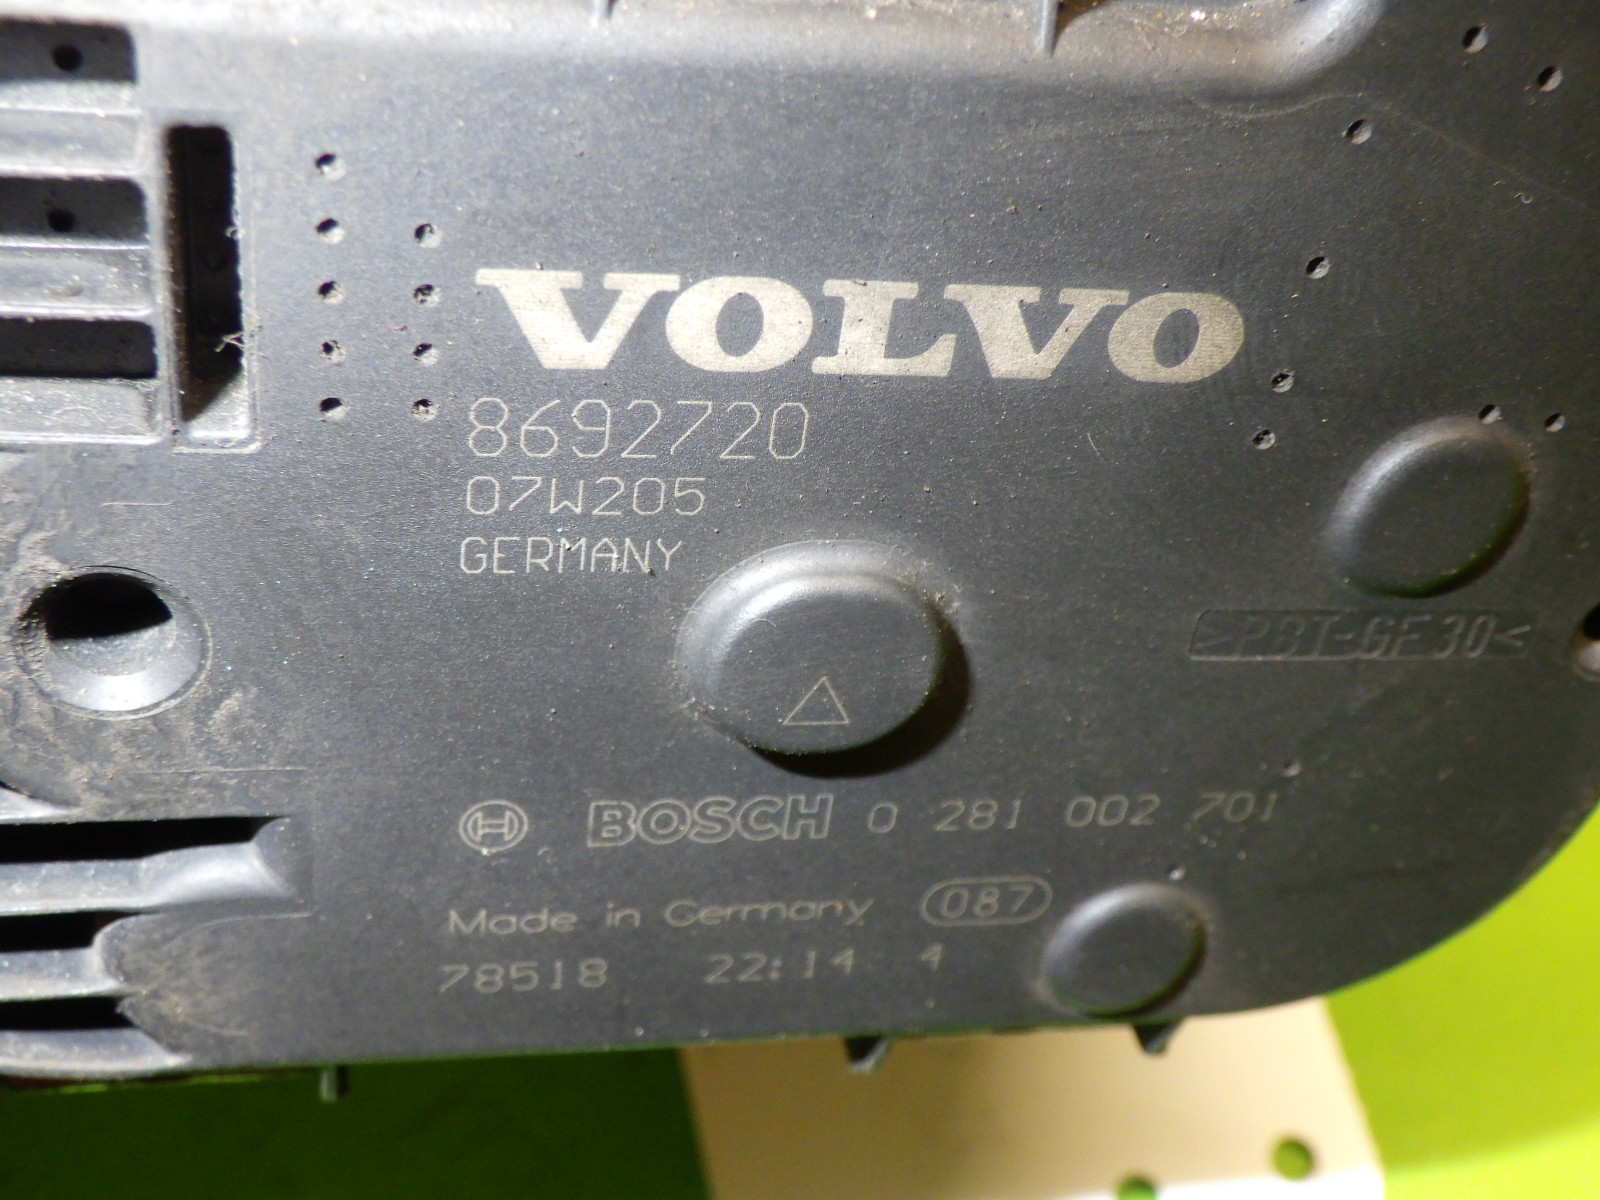 VOLVO
8692720
07W205
GERMANY
>PBT-GF30<
BOSCH 0 281 002 701
Made in Germany 087
78518 22:14 4